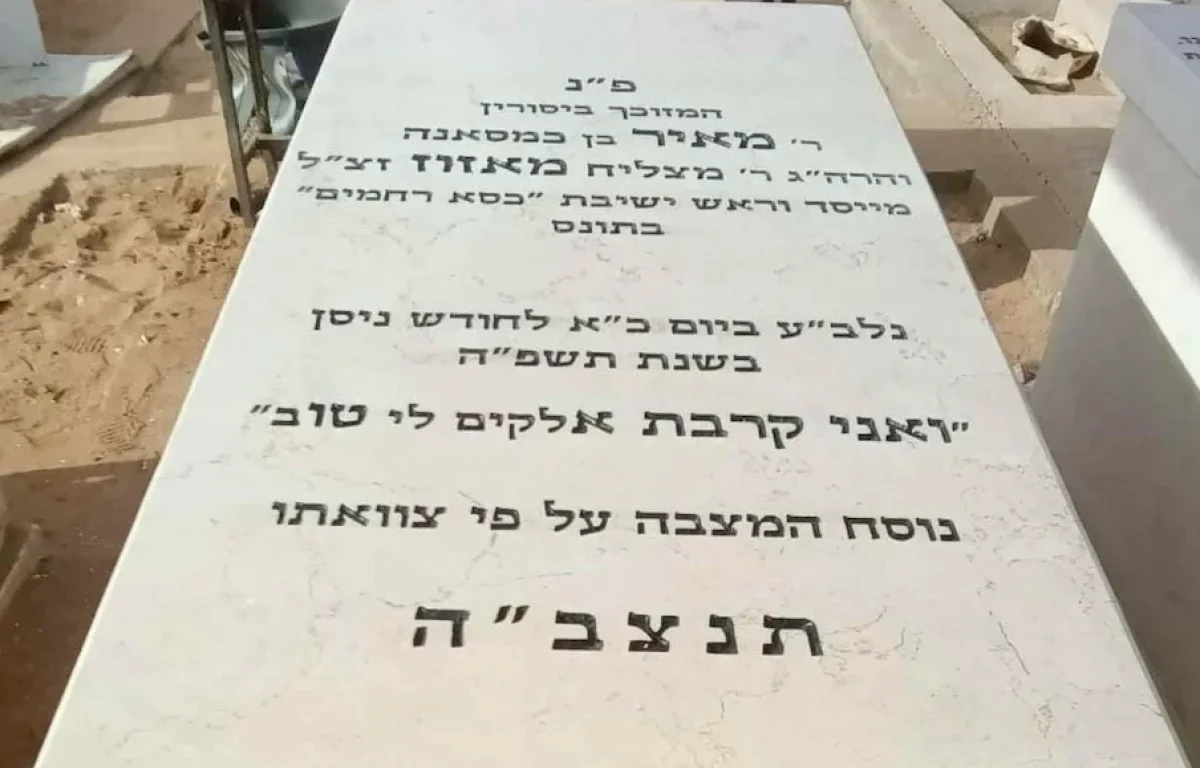 פ"נ
המזוכך ביסורין
ר' מאיר בן כמסאנה
והרה"ג ר' מצליח מאזוז זצ"ל
מייסד וראש ישיבת "כסא רחמים"
בתונס
נלב"ע ביום כ"א לחודש ניסן
בשנת תשפ"ה
"ואני קרבת אלקים לי טוב"
נוסח המצבה על פי צוואתו
תנצב"ה